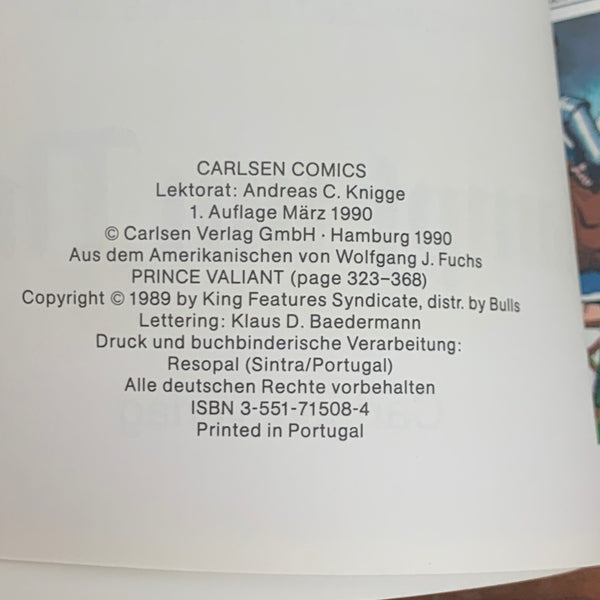 CARLSEN COMICS
Lektorat: Andreas C. Knigge
1. Auflage März 1990
© Carlsen Verlag GmbH · Hamburg 1990
Aus dem Amerikanischen von Wolfgang J. Fuchs
PRINCE VALIANT (page 323–368)
Copyright © 1989 by King Features Syndicate, distr. by Bulls
Lettering: Klaus D. Baedermann
Druck und buchbinderische Verarbeitung:
Resopal (Sintra/Portugal)
Alle deutschen Rechte vorbehalten
ISBN 3-551-71508-4
Printed in Portugal